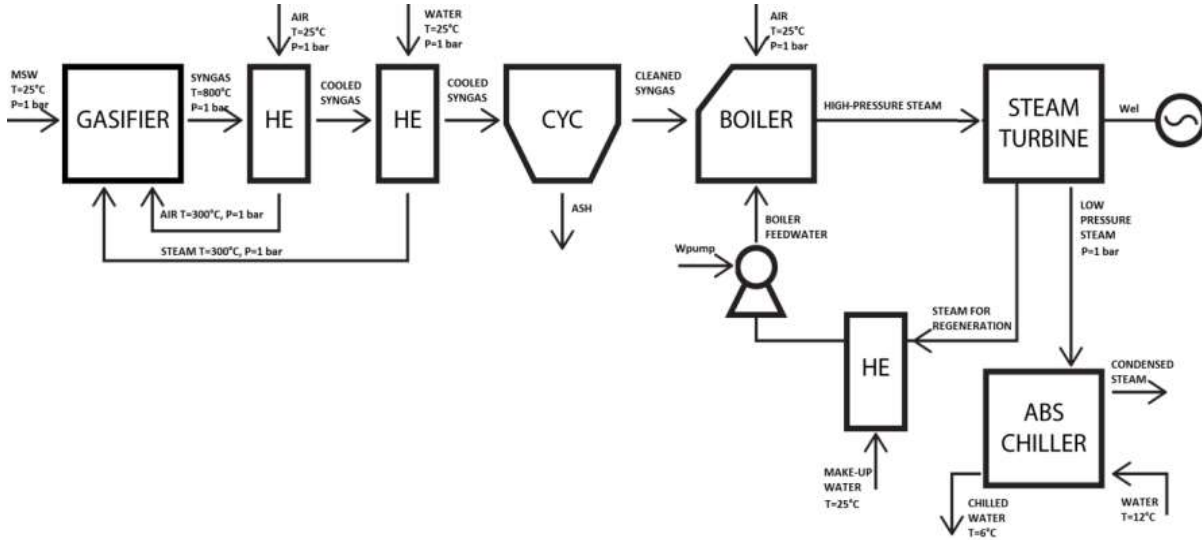 MSW
T=25°C
P=1 bar
GASIFIER
SYNGAS
T=800°C
P=1 bar
AIR
T=25°C
P=1 bar
HE
COOLED
SYNGAS
WATER
T=25°C
P=1 bar
HE
COOLED
SYNGAS
CYC
CLEANED
SYNGAS
AIR
T=25°C
P=1 bar
BOILER
HIGH-PRESSURE STEAM
STEAM
TURBINE
Wel
AIR T=300°C, P=1 bar
STEAM T=300°C, P=1 bar
ASH
BOILER
FEEDWATER
Wpump
LOW
PRESSURE
STEAM
P=1 bar
STEAM FOR
REGENERATION
HE
MAKE-UP
WATER
T=25°C
CONDENSED
STEAM
ABS
CHILLER
CHILLED
WATER
T=6°C
WATER
T=12°C